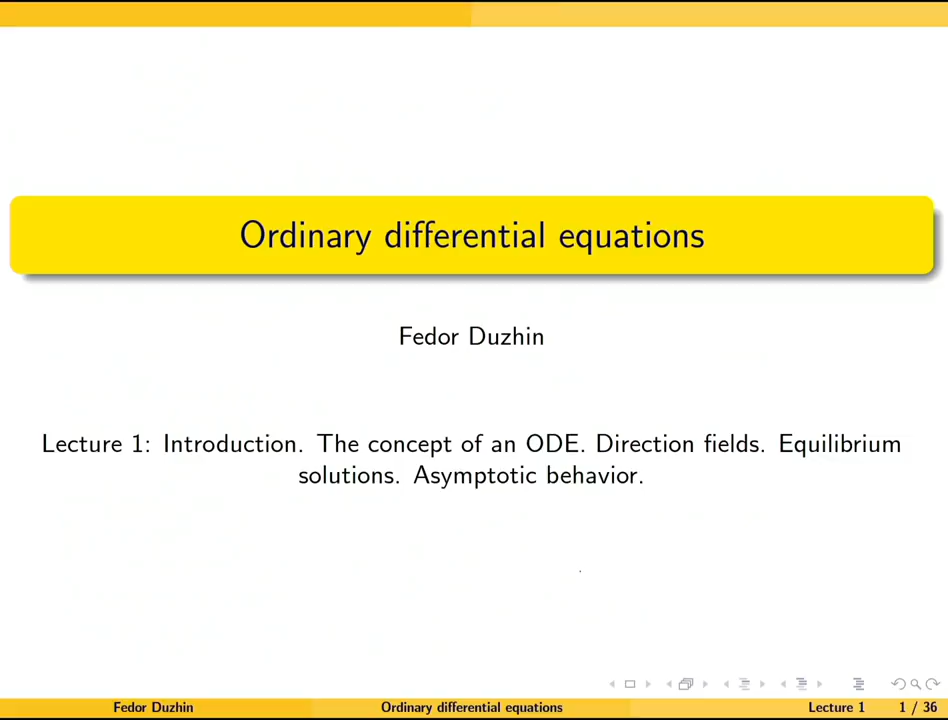 Ordinary differential equations
Fedor Duzhin
Lecture 1: Introduction. The concept of an ODE. Direction fields. Equilibrium
solutions. Asymptotic behavior.
Fedor Duzhin Ordinary differential equations Lecture 1 1 / 36